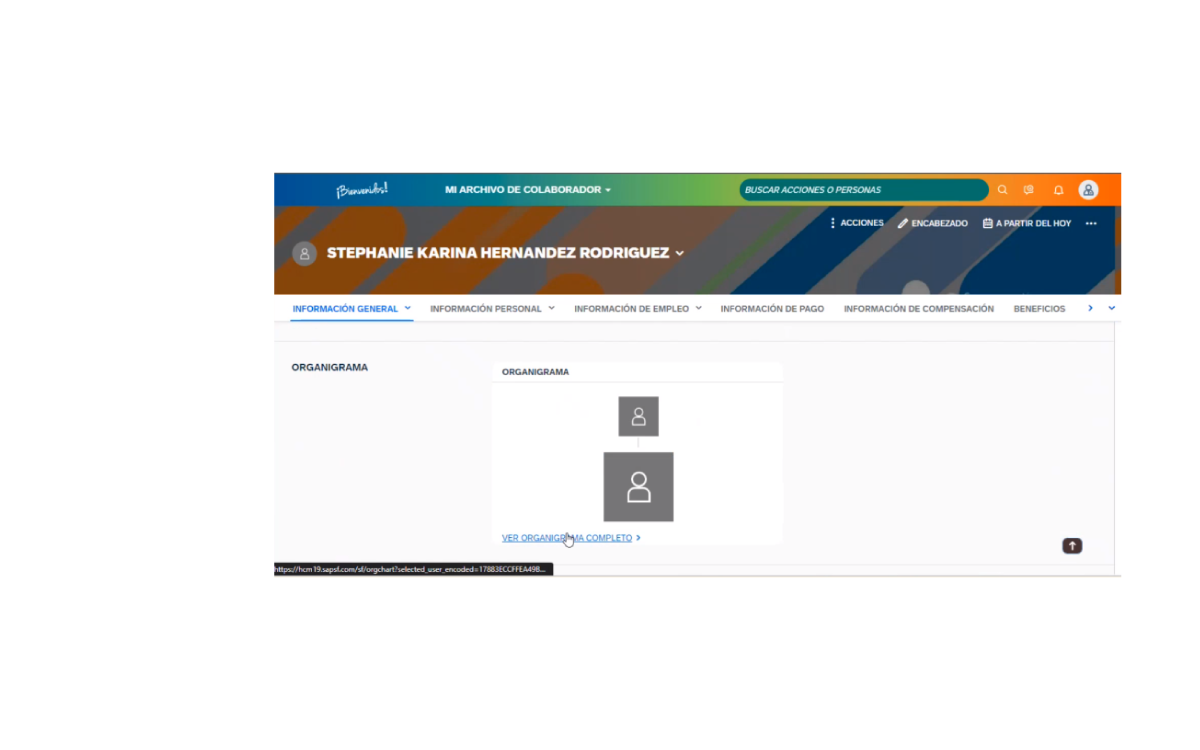 ¡Bienvenidos!
MI ARCHIVO DE COLABORADOR
BUSCAR ACCIONES O PERSONAS
ACCIONES
ENCABEZADO
A PARTIR DEL HOY
STEPHANIE KARINA HERNANDEZ RODRIGUEZ
INFORMACIÓN GENERAL
INFORMACIÓN PERSONAL
INFORMACIÓN DE EMPLEO
INFORMACIÓN DE PAGO
INFORMACIÓN DE COMPENSACIÓN
BENEFICIOS
ORGANIGRAMA
ORGANIGRAMA
VER ORGANIGRAMA COMPLETO
https://hcm19.sapsf.com/sf/orgchart?selected_user_encoded=17883ECCFFEA49B...